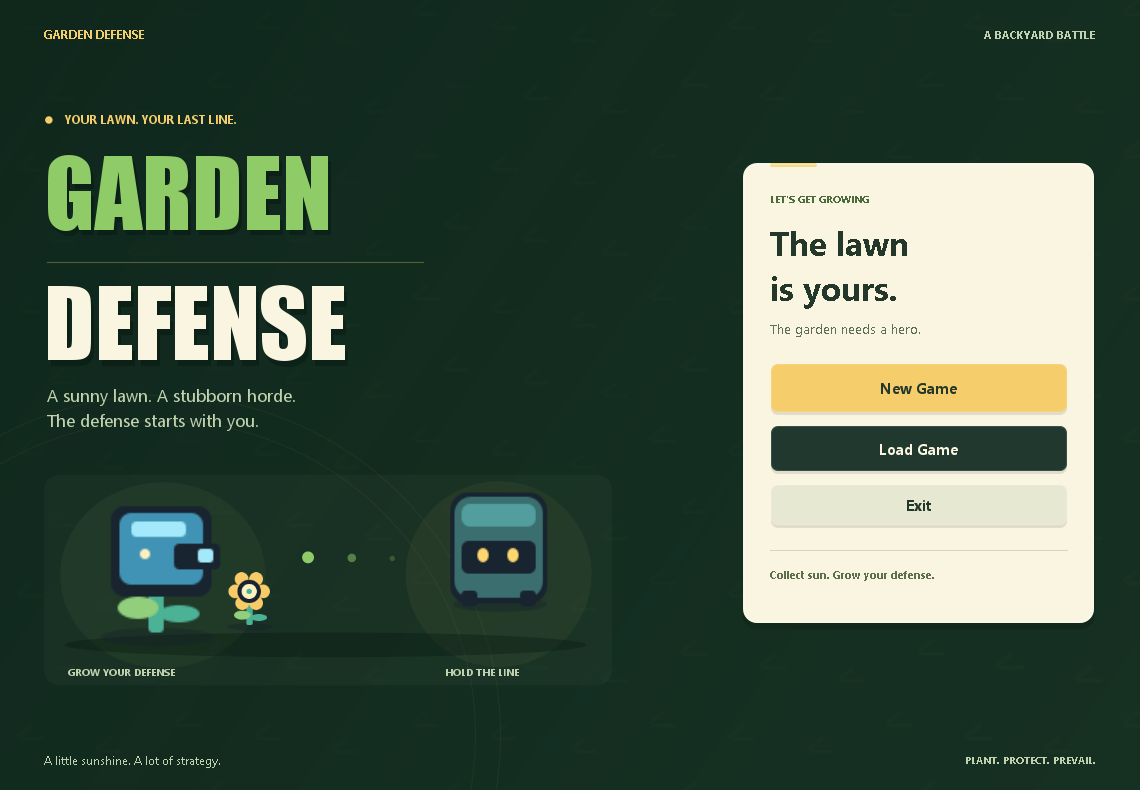 GARDEN DEFENSE
A BACKYARD BATTLE
YOUR LAWN. YOUR LAST LINE.
GARDEN
DEFENSE
A sunny lawn. A stubborn horde.
The defense starts with you.
GROW YOUR DEFENSE
HOLD THE LINE
LET'S GET GROWING
The lawn
is yours.
The garden needs a hero.
New Game
Load Game
Exit
Collect sun. Grow your defense.
A little sunshine. A lot of strategy.
PLANT. PROTECT. PREVAIL.